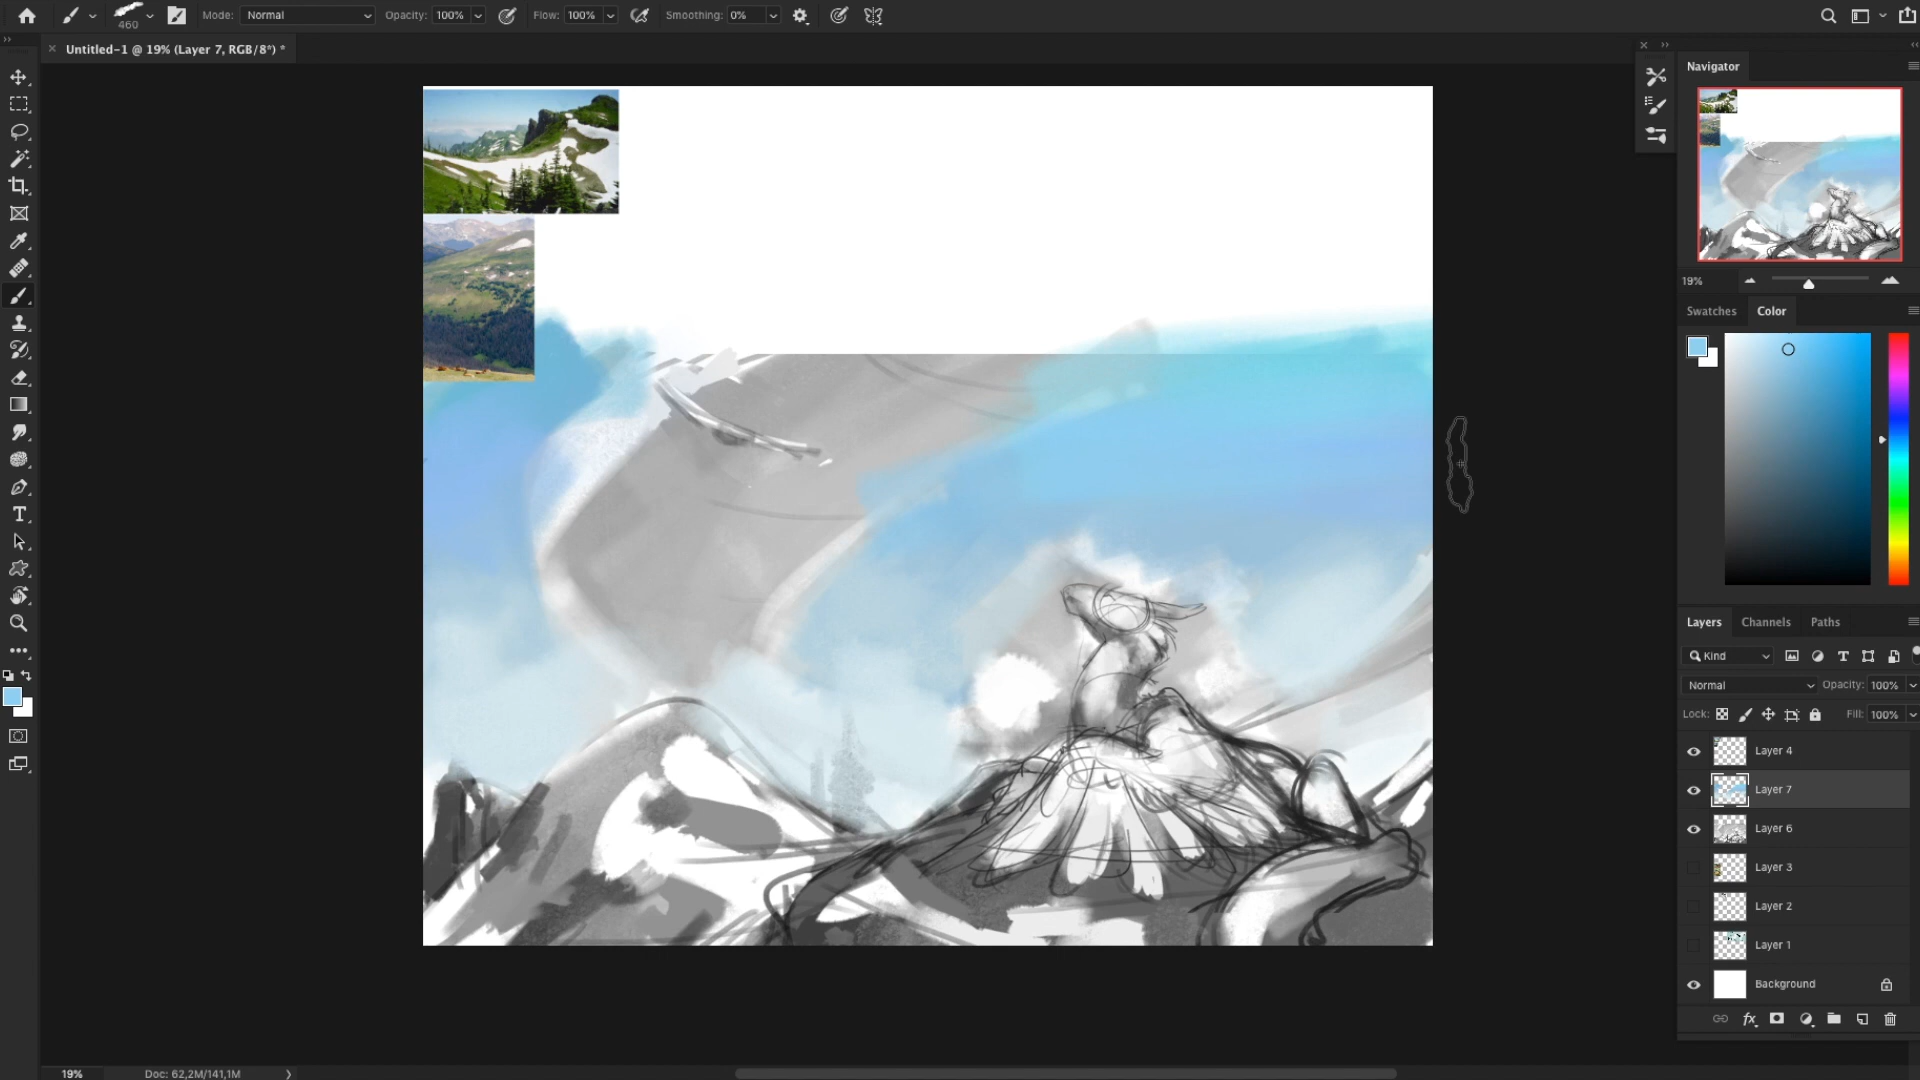 460
Mode: Normal
Opacity: 100%
Flow: 100%
Smoothing: 0%
Untitled-1 @ 19% (Layer 7, RGB/8*) *
Navigator
19%
Swatches
Color
Layers
Channels
Paths
Kind
Normal
Opacity: 100%
Lock:
Fill: 100%
Layer 4
Layer 7
Layer 6
Layer 3
Layer 2
Layer 1
Background
fx
19%
Doc: 62,2M/141,1M